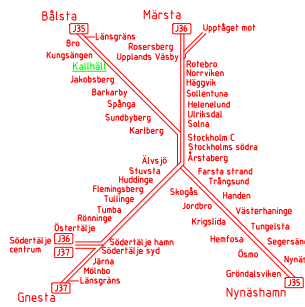 Bålsta
Märsta
J35
J36
Länsgräns
Upptåget mot
Bro
Kungsängen
Kallhäll
Jakobsberg
Barkarby
Spånga
Sundbyberg
Karlberg
Rosersberg
Upplands Väsby
Rotebro
Norrviken
Häggvik
Sollentuna
Helenelund
Ulriksdal
Solna
Stockholm C
Stockholms södra
Årstaberg
Älvsjö
Stuvsta
Huddinge
Flemingsberg
Tullinge
Tumba
Rönninge
Östertälje
Södertälje
centrum
J36
J37
Södertälje hamn
Södertälje syd
Järna
Mölnbo
Länsgräns
J37
Gnesta
Farsta strand
Trångsund
Skogås
Handen
Jordbro
Västerhaninge
Krigslida
Tungelsta
Hemfosa
Segersän
Ösmo
Nynäs
Gröndalsviken
J35
Nynäshamn